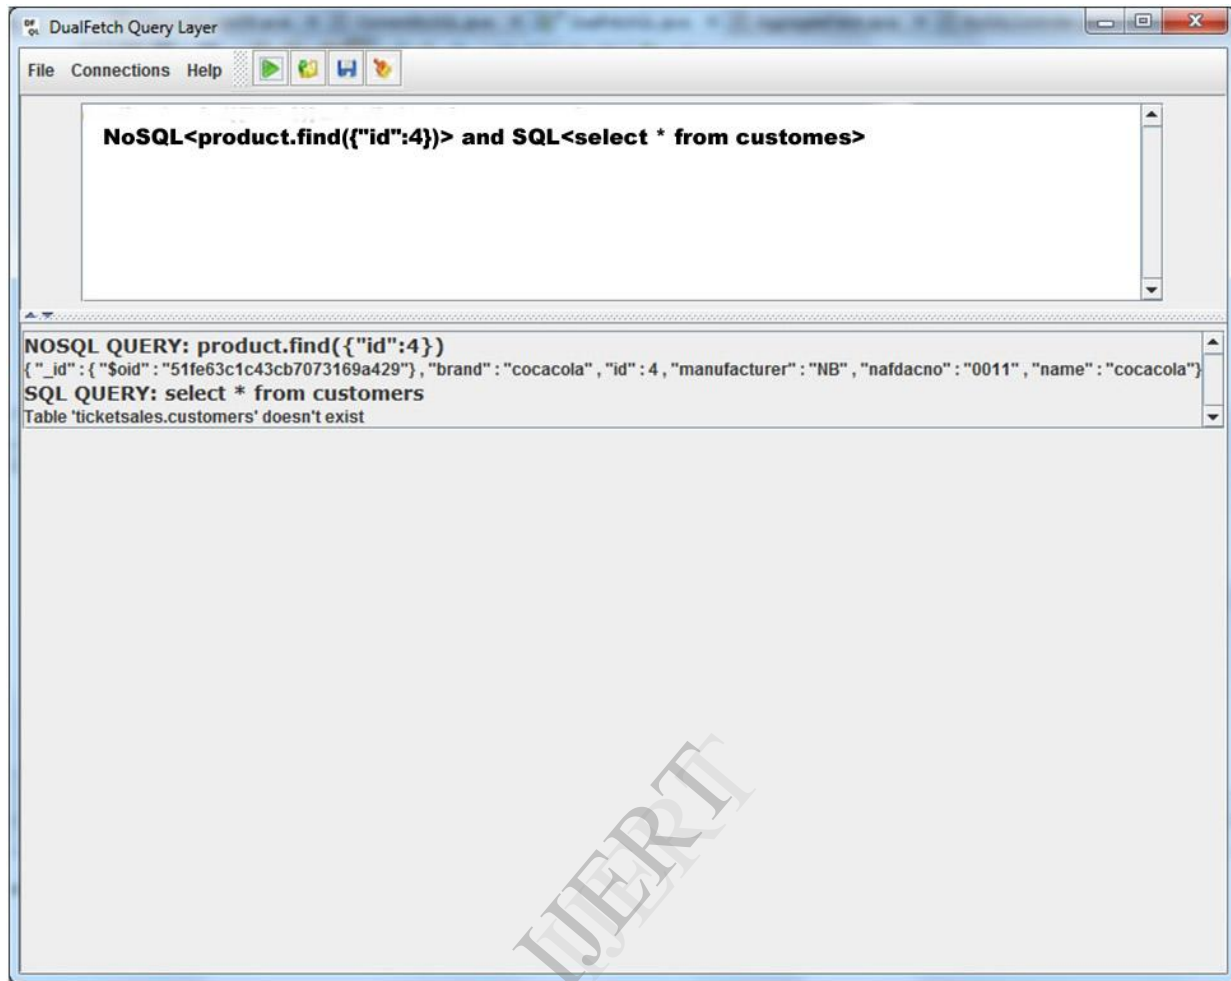 DualFetch Query Layer
File Connections Help
NoSQL<product.find({"id":4})> and SQL<select * from customes>
NOSQL QUERY: product.find({"id":4})
{ "_id" : { "$oid" : "51fe63c1c43cb7073169a429"} , "brand" : "cocacola" , "id" : 4 , "manufacturer" : "NB" , "nafdacno" : "0011" , "name" : "cocacola"}
SQL QUERY: select * from customers
Table 'ticketsales.customers' doesn't exist
IJERT